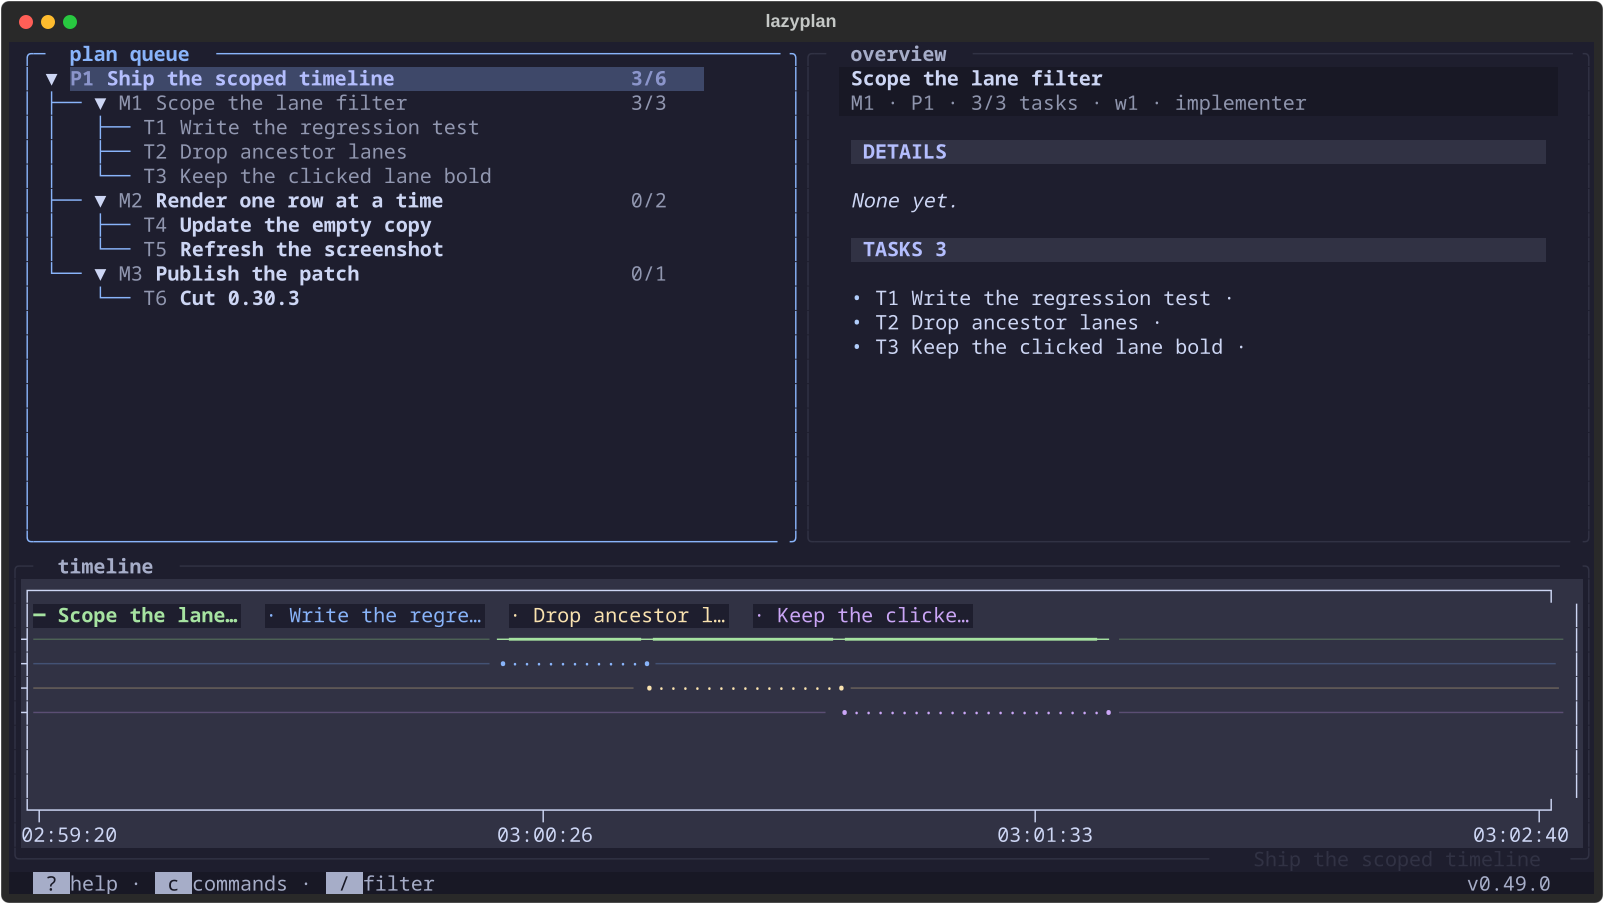 lazyplan
plan queue
▼ P1 Ship the scoped timeline 3/6
▼ M1 Scope the lane filter 3/3
T1 Write the regression test
T2 Drop ancestor lanes
T3 Keep the clicked lane bold
▼ M2 Render one row at a time 0/2
T4 Update the empty copy
T5 Refresh the screenshot
▼ M3 Publish the patch 0/1
T6 Cut 0.30.3
overview
Scope the lane filter
M1 · P1 · 3/3 tasks · w1 · implementer
DETAILS
None yet.
TASKS 3
• T1 Write the regression test ·
• T2 Drop ancestor lanes ·
• T3 Keep the clicked lane bold ·
timeline
━ Scope the lane… · Write the regre… · Drop ancestor l… · Keep the clicke…
02:59:20 03:00:26 03:01:33 03:02:40
Ship the scoped timeline
? help · c commands · / filter v0.49.0